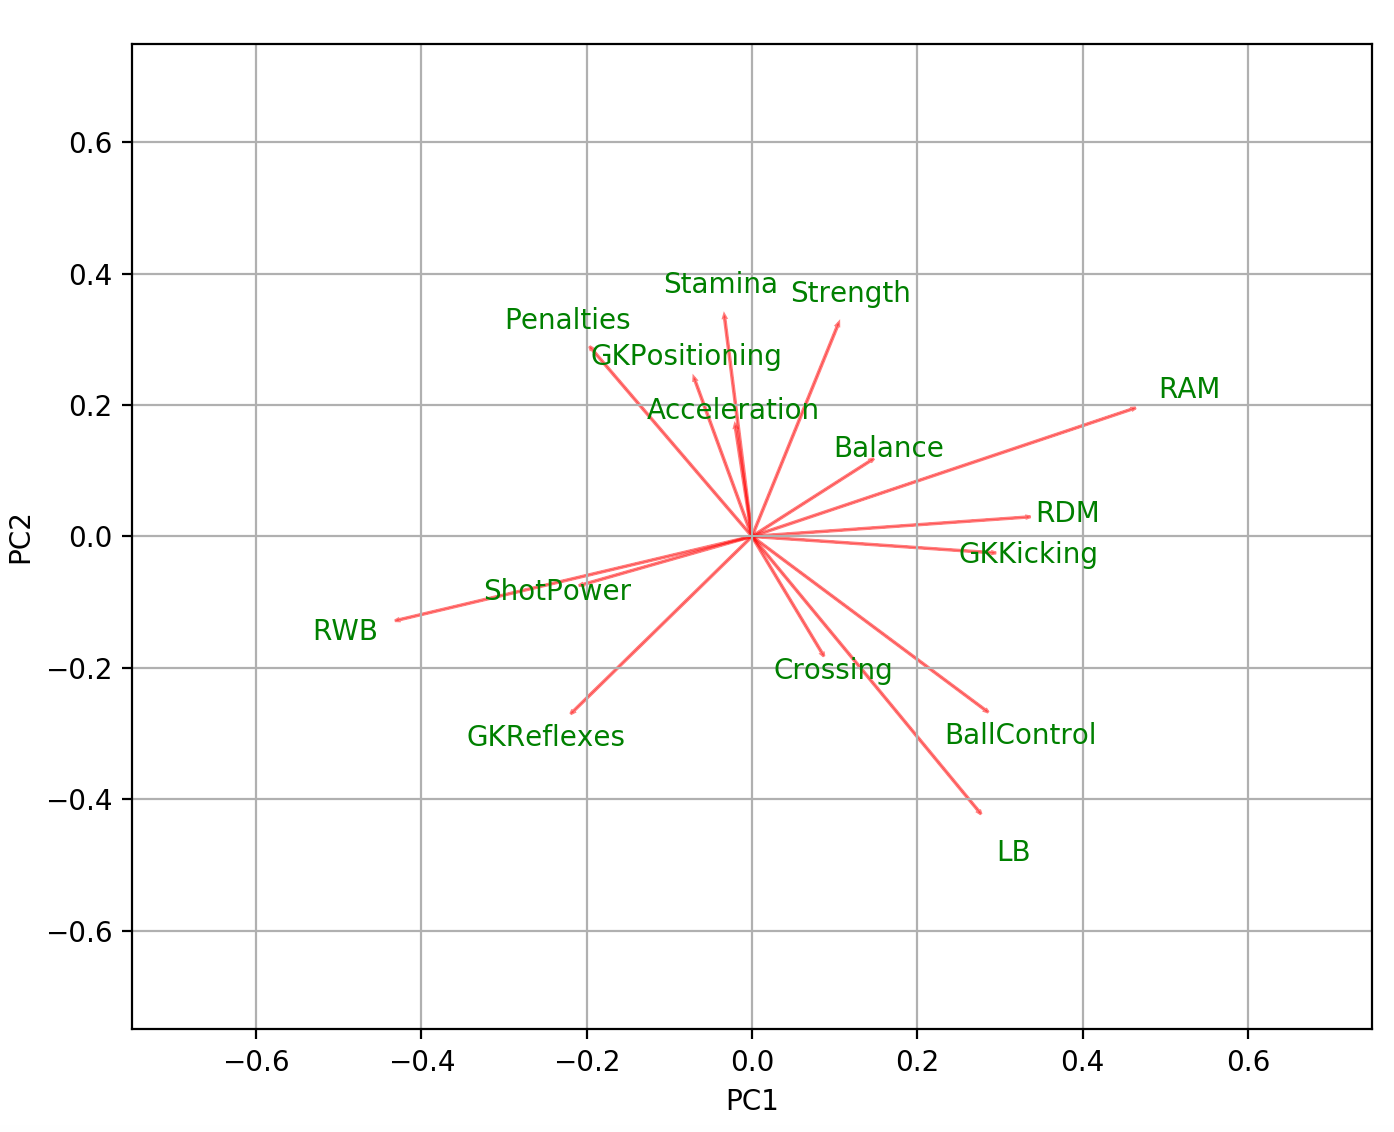 0.6
0.4
Stamina
Strength
Penalties
GKPositioning
RAM
0.2
Acceleration
Balance
RDM
PC2
0.0
GKKicking
ShotPower
RWB
−0.2
Crossing
GKReflexes
BallControl
−0.4
LB
−0.6
−0.6 −0.4 −0.2 0.0 0.2 0.4 0.6
PC1